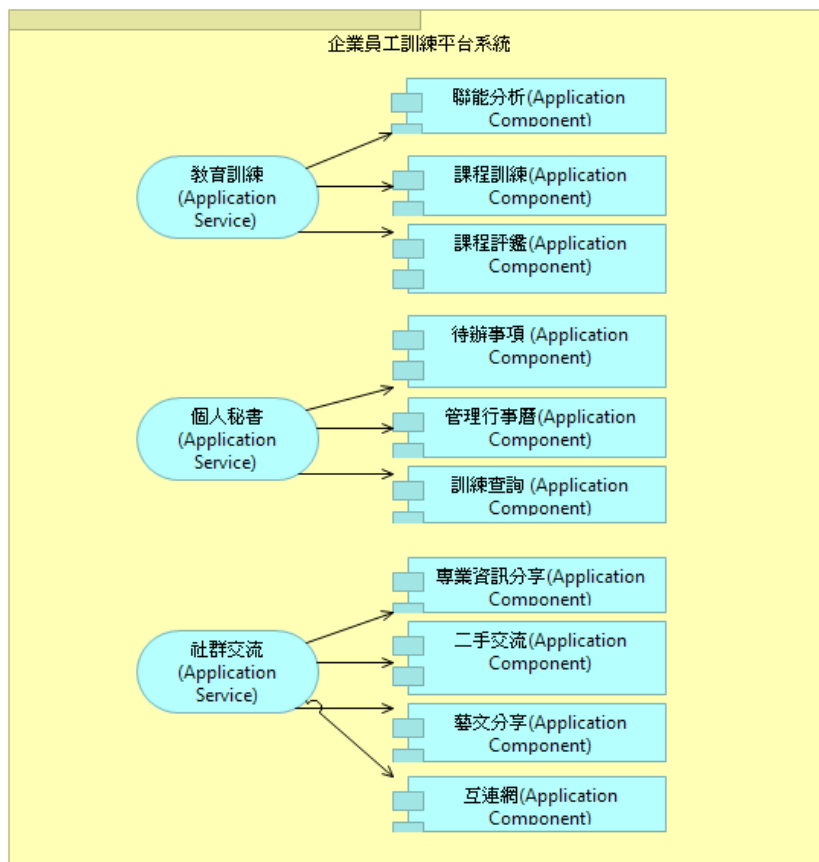 企業員工訓練平台系統
聯能分析(Application
Component)
教育訓練
(Application
Service)
課程訓練(Application
Component)
課程評鑑(Application
Component)
待辦事項 (Application
Component)
個人秘書
(Application
Service)
管理行事曆(Application
Component)
訓練查詢 (Application
Component)
專業資訊分享(Application
Component)
社群交流
(Application
Service)
二手交流(Application
Component)
藝文分享(Application
Component)
互連網(Application
Component)